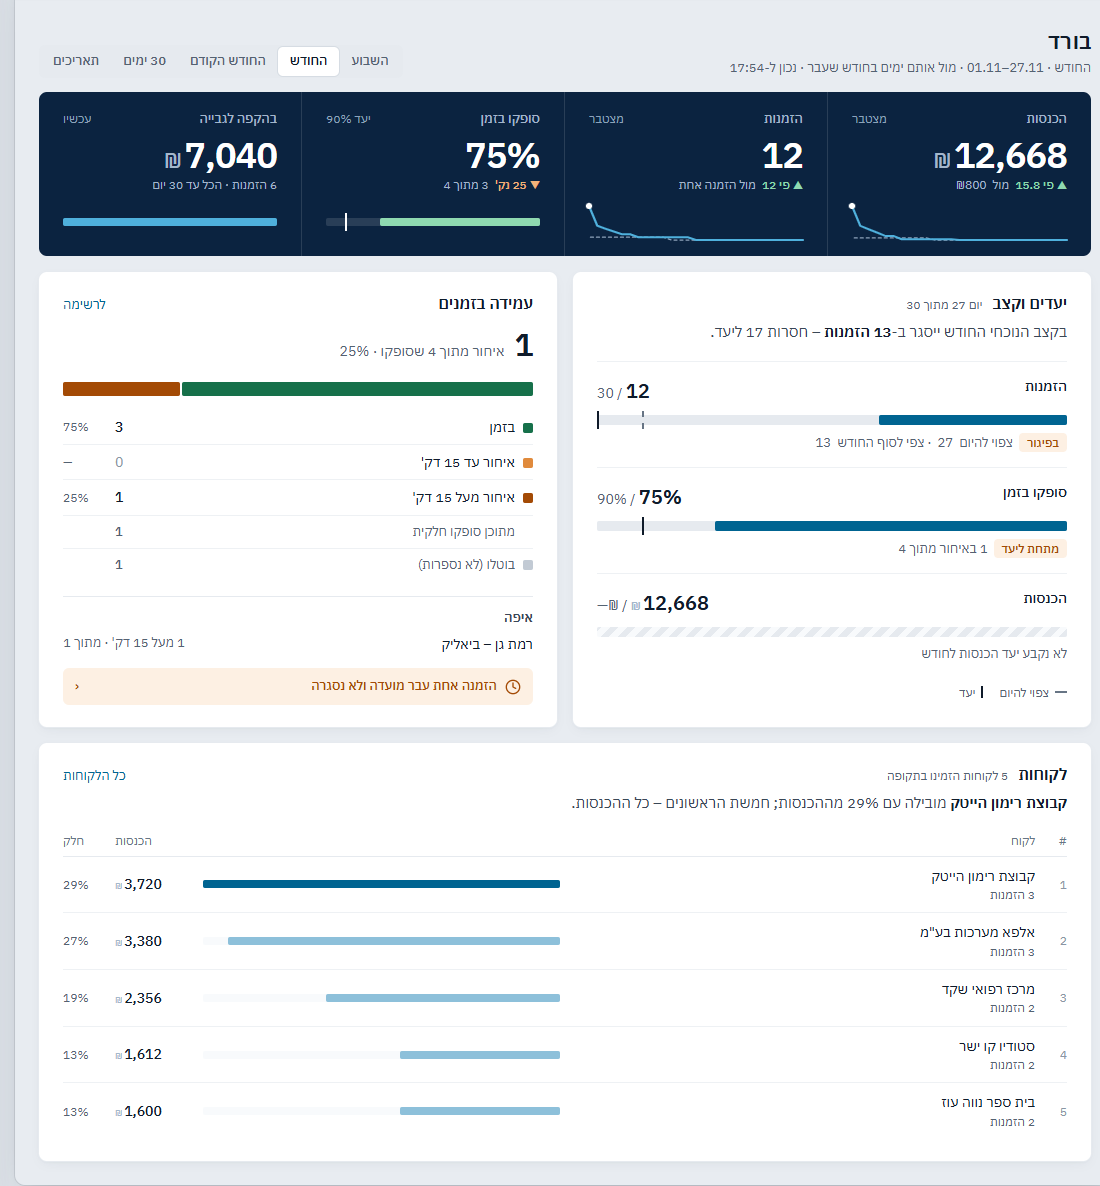 בורד
החודש · 01.11–27.11 · מול אותם ימים בחודש שעבר · נכון ל-17:54
השבוע
החודש
החודש הקודם
30 ימים
תאריכים
הכנסות
מצטבר
12,668 ₪
▲ פי 15.8 מול 800₪
הזמנות
מצטבר
12
▲ פי 12 מול הזמנה אחת
סופקו בזמן
יעד 90%
75%
▼ 25 נק' 3 מתוך 4
בהקפה לגבייה
עכשיו
7,040 ₪
6 הזמנות · הכל עד 30 יום
יעדים וקצב יום 27 מתוך 30
בקצב הנוכחי החודש ייסגר ב-13 הזמנות – חסרות 17 ליעד.
הזמנות
12 / 30
בפיגור צפוי להיום 27 · צפי לסוף החודש 13
סופקו בזמן
75% / 90%
מתחת ליעד 1 באיחור מתוך 4
הכנסות
12,668 ₪ / ₪—
לא נקבע יעד הכנסות לחודש
צפוי להיום
יעד
עמידה בזמנים
לרשימה
1 איחור מתוך 4 שסופקו · 25%
בזמן 3 75%
איחור עד 15 דק' 0 –
איחור מעל 15 דק' 1 25%
מתוכן סופקו חלקית 1
בוטלו (לא נספרות) 1
איפה
רמת גן – ביאליק 1 מעל 15 דק' · מתוך 1
הזמנה אחת עבר מועדה ולא נסגרה ‹
לקוחות 5 לקוחות הזמינו בתקופה
כל הלקוחות
קבוצת רימון הייטק מובילה עם 29% מההכנסות; חמשת הראשונים – כל ההכנסות.
# לקוח הכנסות חלק
1 קבוצת רימון הייטק 3,720 ₪ 29%
3 הזמנות
2 אלפא מערכות בע"מ 3,380 ₪ 27%
3 הזמנות
3 מרכז רפואי שקד 2,356 ₪ 19%
2 הזמנות
4 סטודיו קו ישר 1,612 ₪ 13%
2 הזמנות
5 בית ספר נווה עוז 1,600 ₪ 13%
2 הזמנות